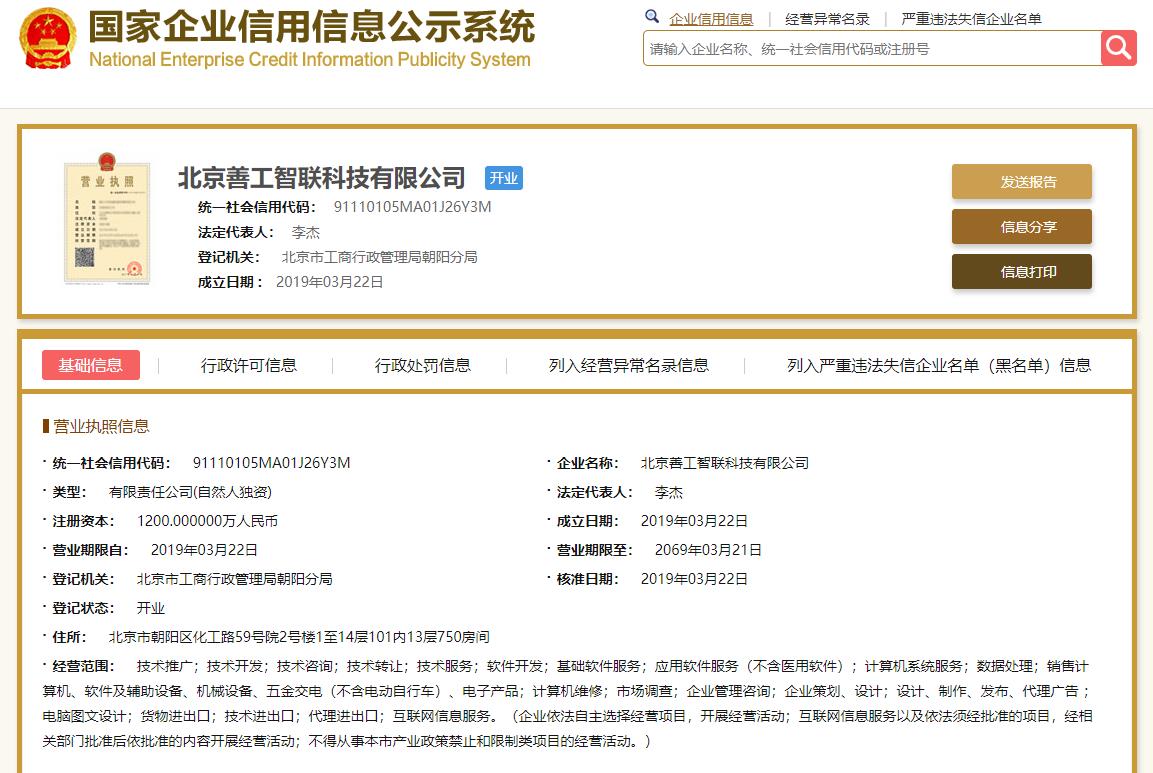 国家企业信用信息公示系统
National Enterprise Credit Information Publicity System
企业信用信息 | 经营异常名录 | 严重违法失信企业名单
请输入企业名称、统一社会信用代码或注册号
营业执照
北京善工智联科技有限公司 开业
统一社会信用代码： 91110105MA01J26Y3M
法定代表人： 李杰
登记机关： 北京市工商行政管理局朝阳分局
成立日期： 2019年03月22日
发送报告
信息分享
信息打印
基础信息 | 行政许可信息 | 行政处罚信息 | 列入经营异常名录信息 | 列入严重违法失信企业名单（黑名单）信息
营业执照信息
· 统一社会信用代码： 91110105MA01J26Y3M · 企业名称： 北京善工智联科技有限公司
· 类型： 有限责任公司(自然人独资) · 法定代表人： 李杰
· 注册资本： 1200.000000万人民币 · 成立日期： 2019年03月22日
· 营业期限自： 2019年03月22日 · 营业期限至： 2069年03月21日
· 登记机关： 北京市工商行政管理局朝阳分局 · 核准日期： 2019年03月22日
· 登记状态： 开业
· 住所： 北京市朝阳区化工路59号院2号楼1至14层101内13层750房间
· 经营范围： 技术推广；技术开发；技术咨询；技术转让；技术服务；软件开发；基础软件服务；应用软件服务（不含医用软件）；计算机系统服务；数据处理；销售计
算机、软件及辅助设备、机械设备、五金交电（不含电动自行车）、电子产品；计算机维修；市场调查；企业管理咨询；企业策划、设计；设计、制作、发布、代理广告；
电脑图文设计；货物进出口；技术进出口；代理进出口；互联网信息服务。（企业依法自主选择经营项目，开展经营活动；互联网信息服务以及依法须经批准的项目，经相
关部门批准后依批准的内容开展经营活动；不得从事本市产业政策禁止和限制类项目的经营活动。）